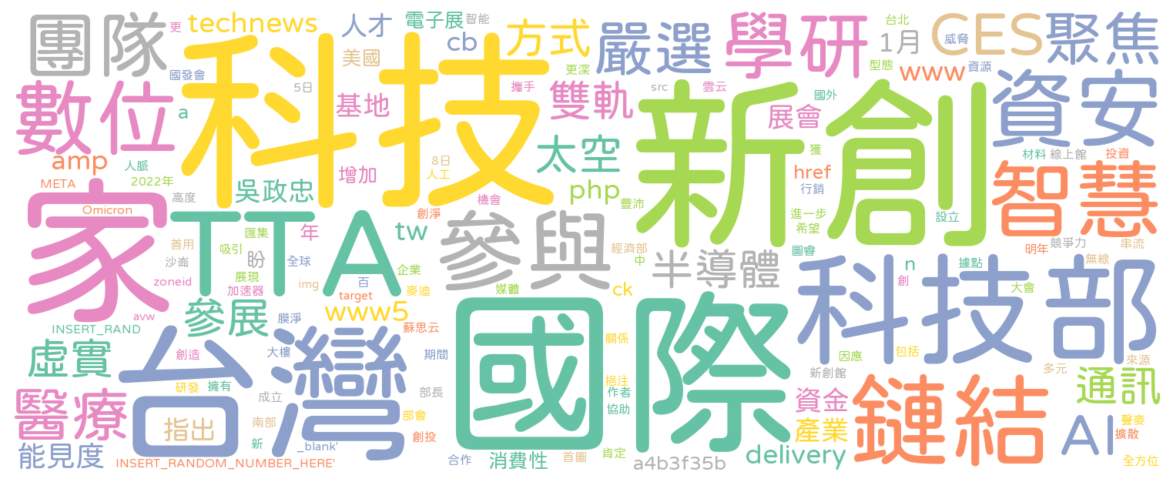 團隊
更
technews
人才
電子展
智能
cb
方式
嚴選
學研
台北
1月
CES
威脅
聚焦
國發會
美國
更深
型態
www
資源
數位
科技
5日
攜手
基地
雙軌
src
雲云
展會
國外
資安
a
新創
獲
材料
線上館
投資
amp
人脈
8日
人工
太空
href
META
2022年
增加
php
行銷
智慧
吳政忠
高度
機會
豐沛
Omicron
創淨
進一步
希望
設立
家
TTA
匯集
年
tw
參與
經濟部
中
圖睿
明年
競爭力
串流
善用
吸引
盼
沙崙
展現
全球
企業
半導體
n
據點
無線
zoneid
加速器
img
百
麥迪
創
大會
科技部
target
媒體
ck
avw
參展
www5
INSERT_RAND
膜淨
蘇思云
國際
關係
因應
來源
虛實
台灣
創造
大樓
期間
包括
新創館
多元
通訊
研發
擁有
成立
部長
挹注
作者
資金
鏈結
醫療
指出
南部
部會
協助
產業
聲麥
擴散
新
創投
AI
能見度
_blank'
INSERT_RANDOM_NUMBER_HERE'
合作
消費性
首圖
肯定
a4b3f35b
delivery
全方位